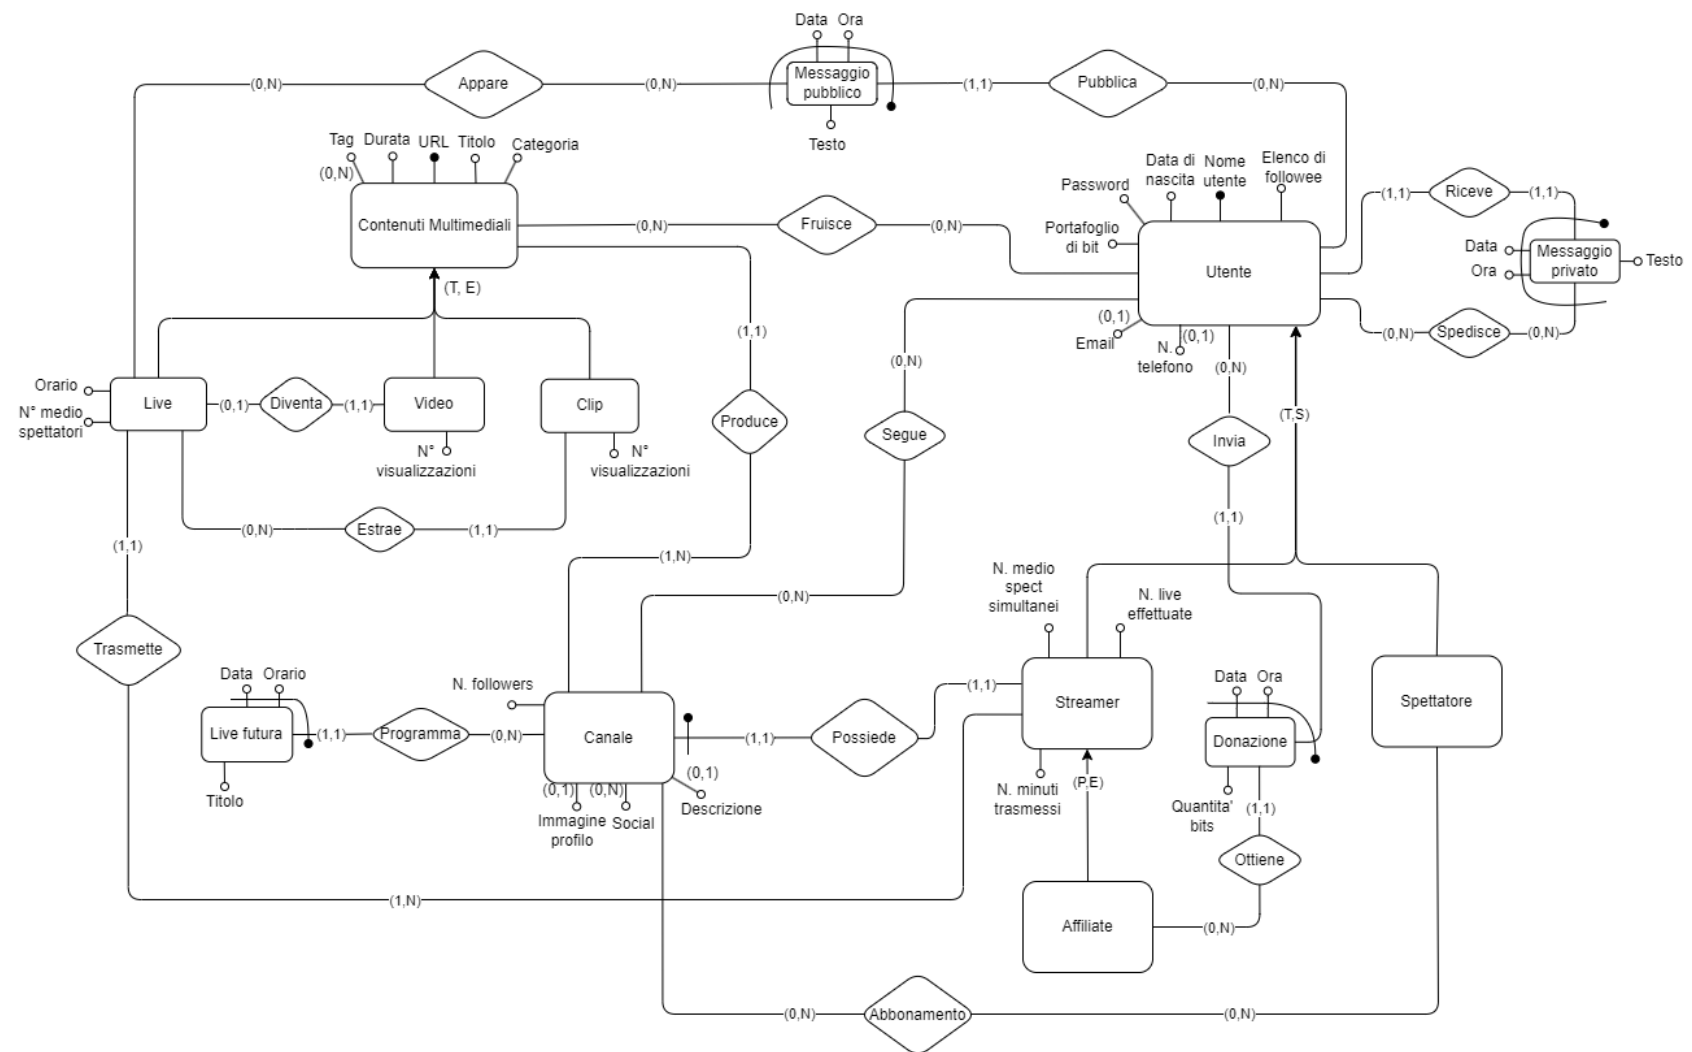 Data
Ora
Appare
(0,N)
(0,N)
Messaggio
pubblico
(1,1)
Pubblica
(0,N)
Testo
Tag
Durata
URL
Titolo
Categoria
(0,N)
Contenuti Multimediali
(0,N)
Fruisce
(0,N)
Password
Data di
nascita
Nome
utente
Elenco di
followee
Portafoglio
di bit
Utente
(0,1)
Email
(0,1)
N.
telefono
(0,N)
(1,1)
Riceve
(1,1)
Data
Ora
Messaggio
privato
Testo
(0,N)
Spedisce
(0,N)
(T, E)
(1,1)
(0,N)
(T,S)
Orario
N° medio
spettatori
Live
(0,1)
Diventa
(1,1)
Video
Clip
N°
visualizzazioni
N°
visualizzazioni
Produce
Segue
Invia
(0,N)
Estrae
(1,1)
(1,1)
(1,1)
(1,N)
(0,N)
N. medio
spect
simultanei
N. live
effettuate
Trasmette
Data
Orario
Live futura
(1,1)
Programma
(0,N)
Titolo
N. followers
Canale
(1,1)
Possiede
(1,1)
(0,1)
Descrizione
(0,1)
(0,N)
Immagine
profilo
Social
Streamer
N. minuti
trasmessi
(P,E)
Data
Ora
Donazione
Quantita'
bits
(1,1)
Spettatore
Ottiene
(1,N)
Affiliate
(0,N)
(0,N)
Abbonamento
(0,N)